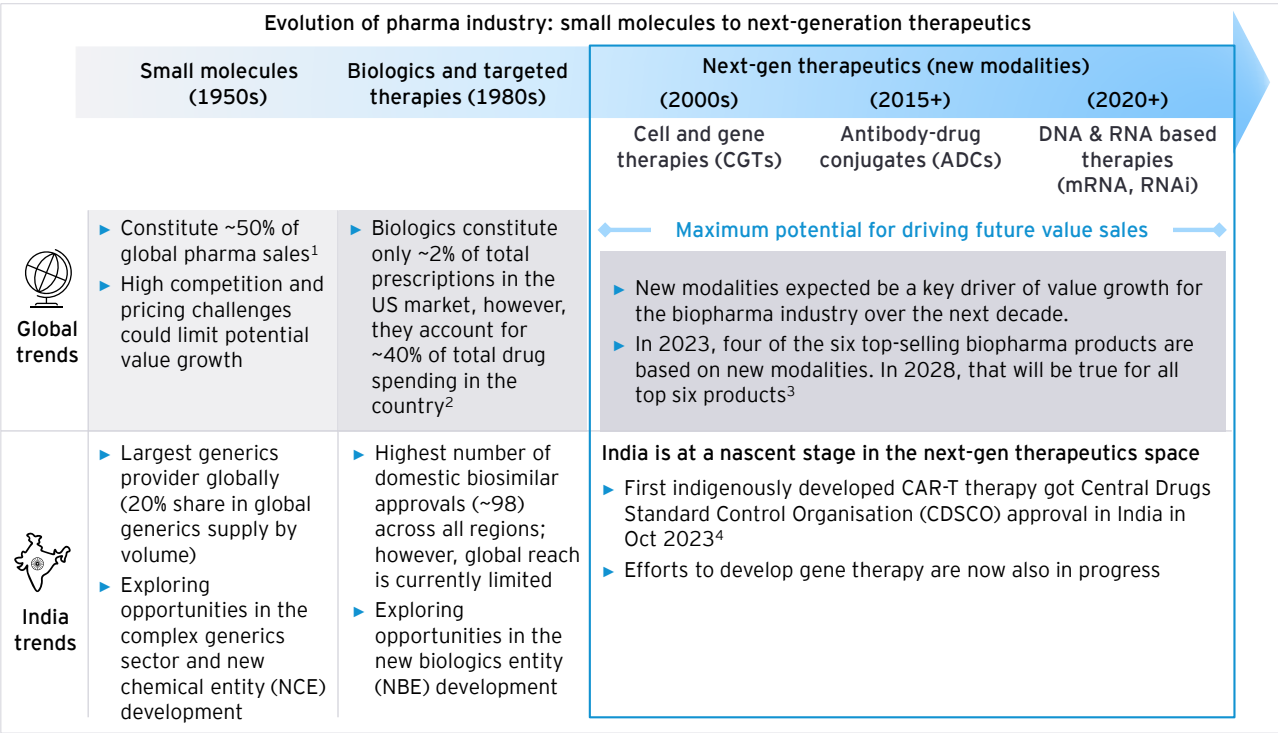 Evolution of pharma industry: small molecules to next-generation therapeutics
Small molecules
(1950s)
Biologics and targeted
therapies (1980s)
Next-gen therapeutics (new modalities)
(2000s)
(2015+)
(2020+)
Cell and gene
therapies (CGTs)
Antibody-drug
conjugates (ADCs)
DNA & RNA based
therapies
(mRNA, RNAi)
Global
trends
► Constitute ~50% of
global pharma sales¹
► High competition and
pricing challenges
could limit potential
value growth
► Biologics constitute
only ~2% of total
prescriptions in the
US market, however,
they account for
~40% of total drug
spending in the
country²
Maximum potential for driving future value sales
► New modalities expected be a key driver of value growth for
the biopharma industry over the next decade.
► In 2023, four of the six top-selling biopharma products are
based on new modalities. In 2028, that will be true for all
top six products³
India
trends
► Largest generics
provider globally
(20% share in global
generics supply by
volume)
► Exploring
opportunities in the
complex generics
sector and new
chemical entity (NCE)
development
► Highest number of
domestic biosimilar
approvals (~98)
across all regions;
however, global reach
is currently limited
► Exploring
opportunities in the
new biologics entity
(NBE) development
India is at a nascent stage in the next-gen therapeutics space
► First indigenously developed CAR-T therapy got Central Drugs
Standard Control Organisation (CDSCO) approval in India in
Oct 2023⁴
► Efforts to develop gene therapy are now also in progress